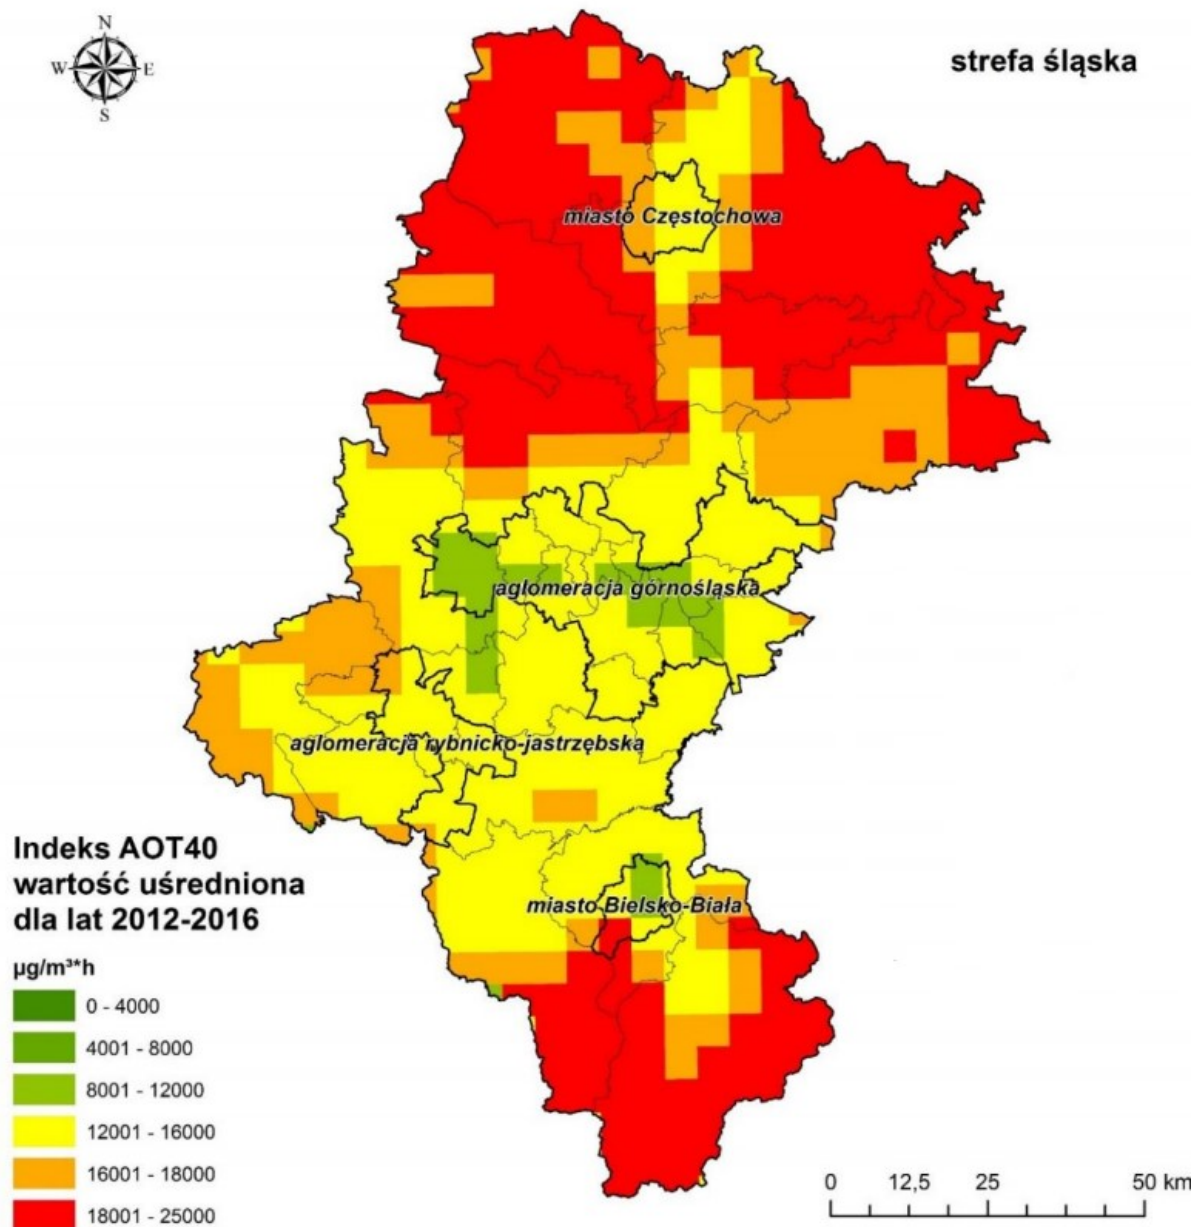 N
W E
S
strefa śląska
miasto Częstochowa
aglomeracja górnośląska
aglomeracja rybnicko-jastrzębska
miasto Bielsko-Biała
Indeks AOT40
wartość uśredniona
dla lat 2012-2016
µg/m³*h
0 - 4000
4001 - 8000
8001 - 12000
12001 - 16000
16001 - 18000
18001 - 25000
0 12,5 25 50 km